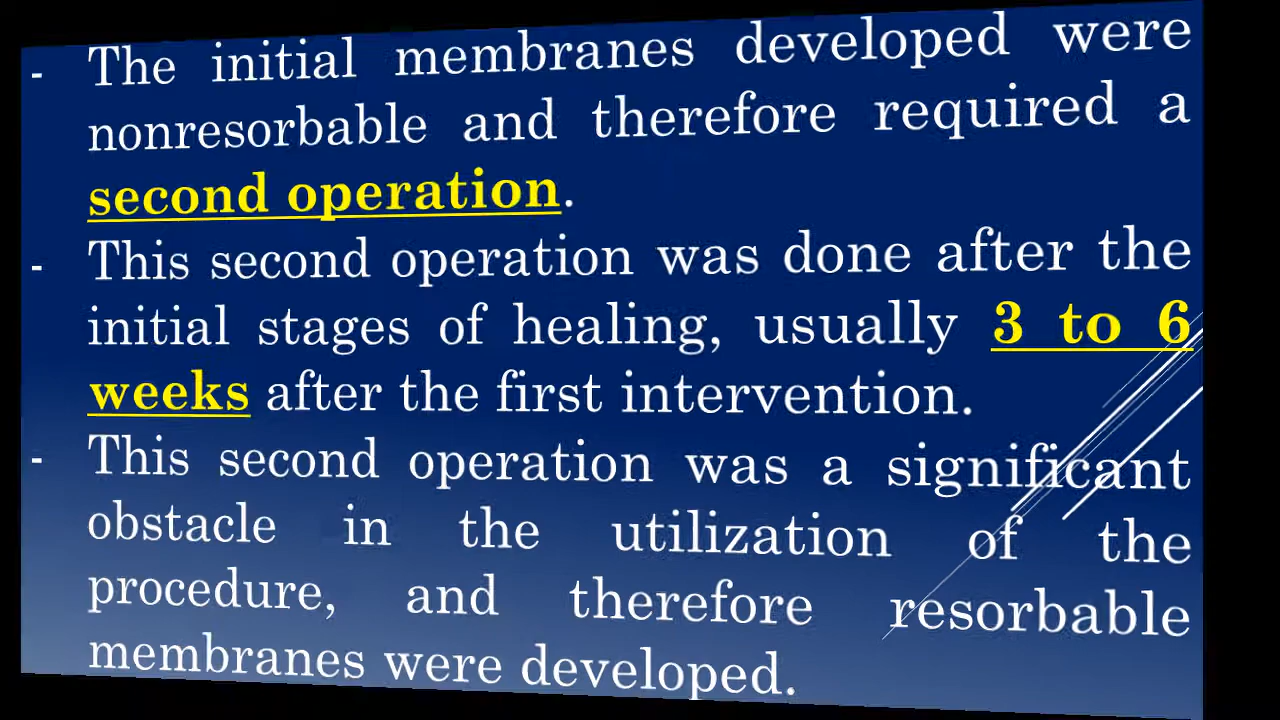 - The initial membranes developed were
nonresorbable and therefore required a
second operation.
- This second operation was done after the
initial stages of healing, usually 3 to 6
weeks after the first intervention.
- This second operation was a significant
obstacle in the utilization of the
procedure, and therefore resorbable
membranes were developed.